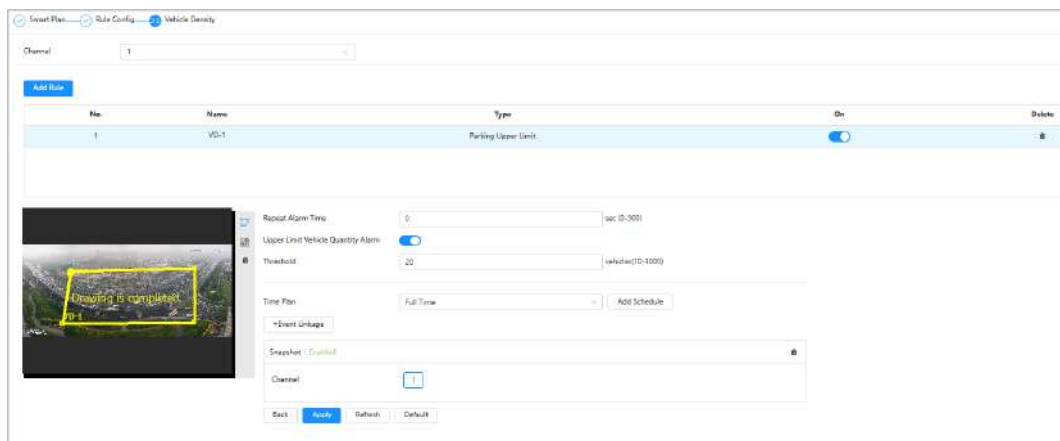 Smart Plan Rule Config Vehicle Density
Channel 1
Add Rule
No. Name Type On Delete
1 VD-1 Parking Upper Limit
Repeat Alarm Time 0 sec (0-300)
Upper Limit Vehicle Quantity Alarm
Threshold 20 vehicles(10-1000)
Drawing is completed.
VD-1
Time Plan Full Time Add Schedule
+Event Linkage
Snapshot Enabled
Channel 1
Back Apply Refresh Default